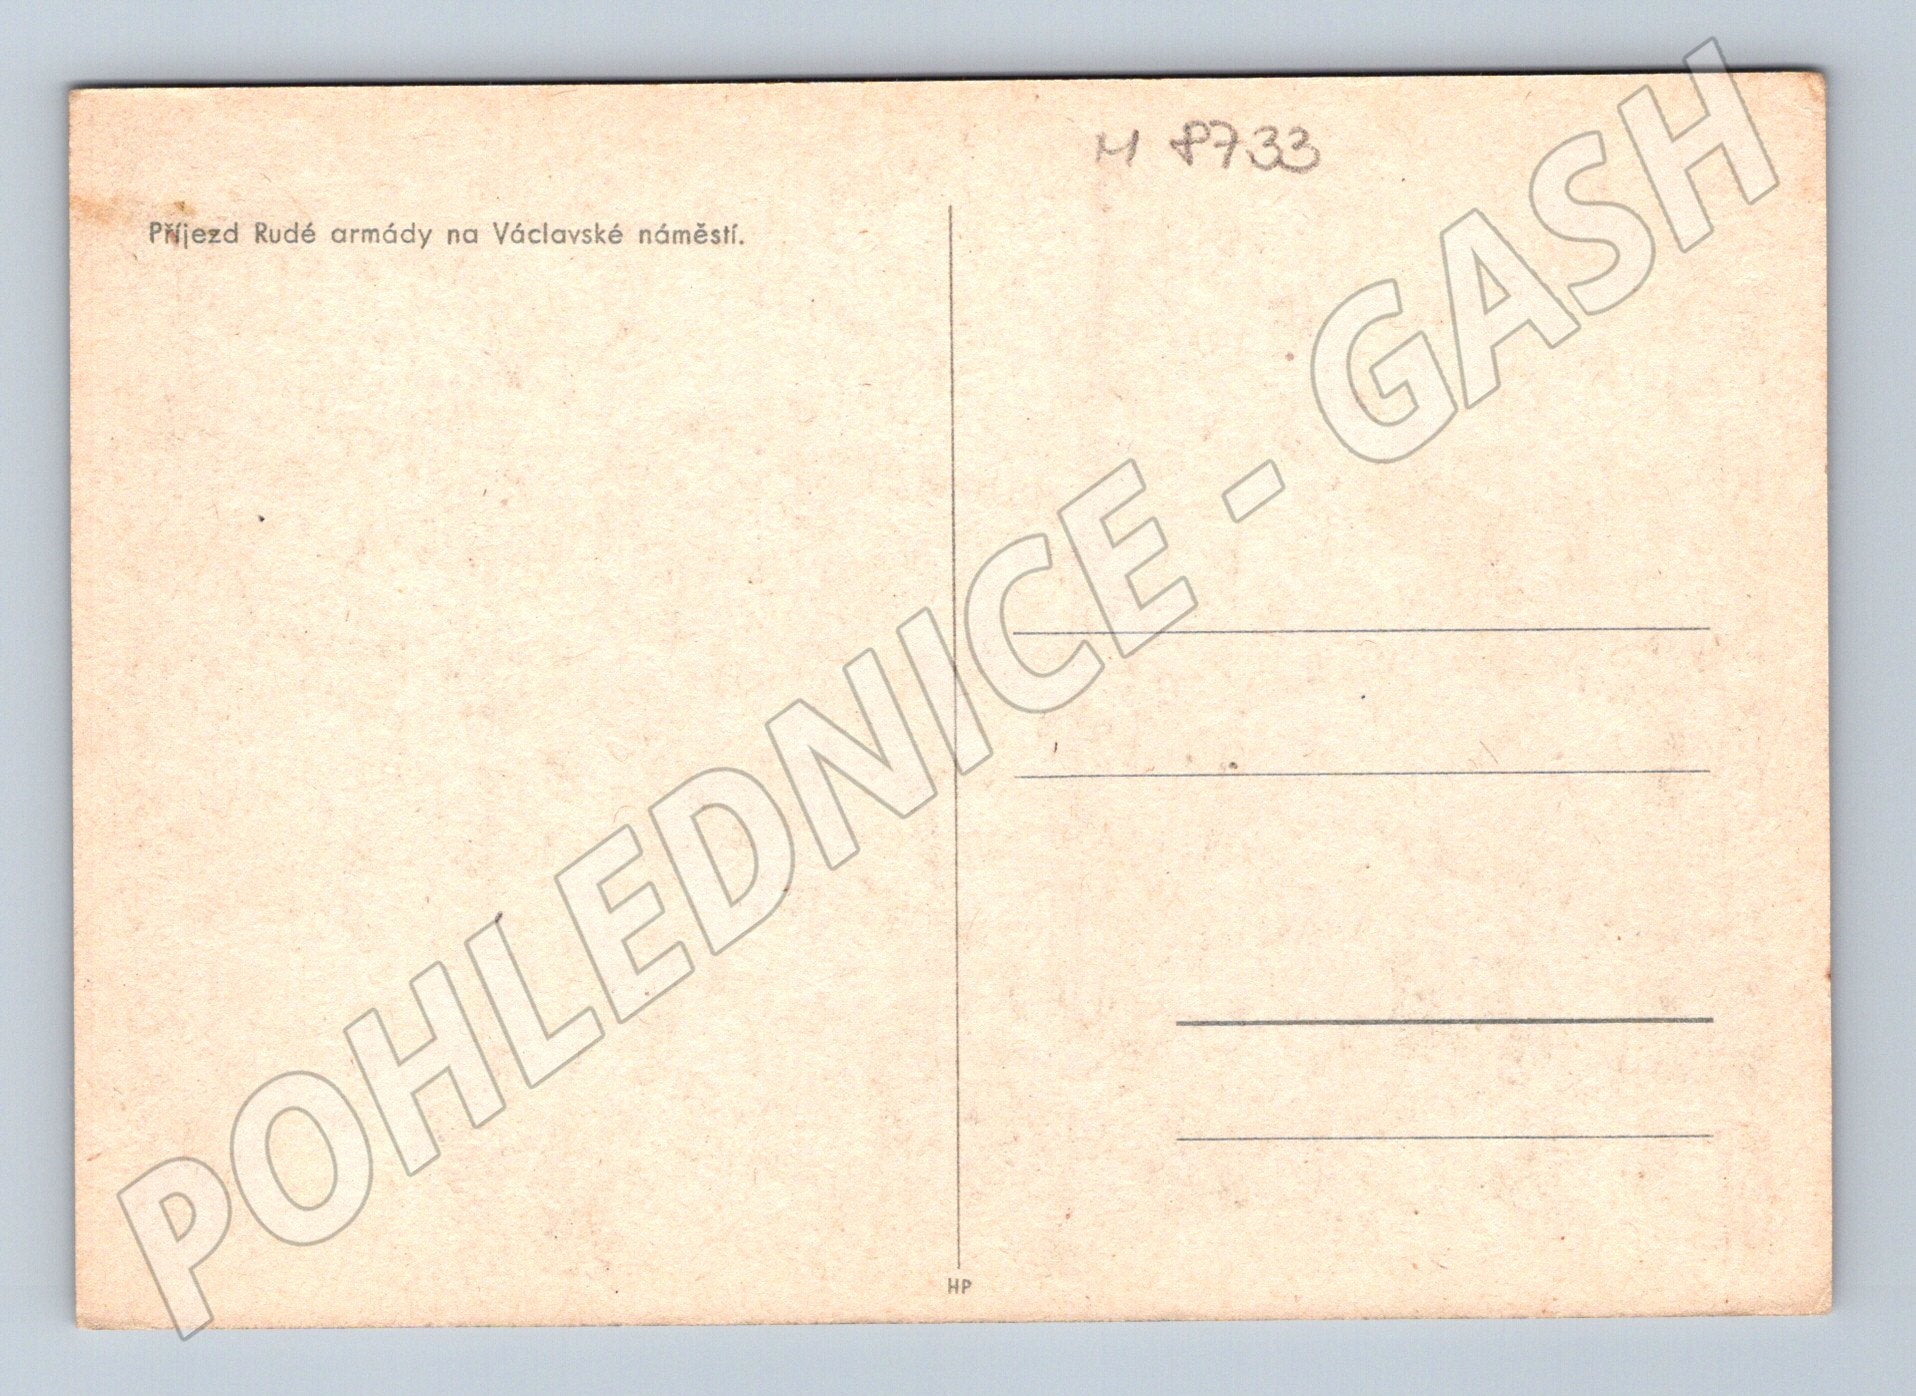 M 8733
Příjezd Rudé armády na Václavské náměstí.
POHLEDNICE - GASH
HP